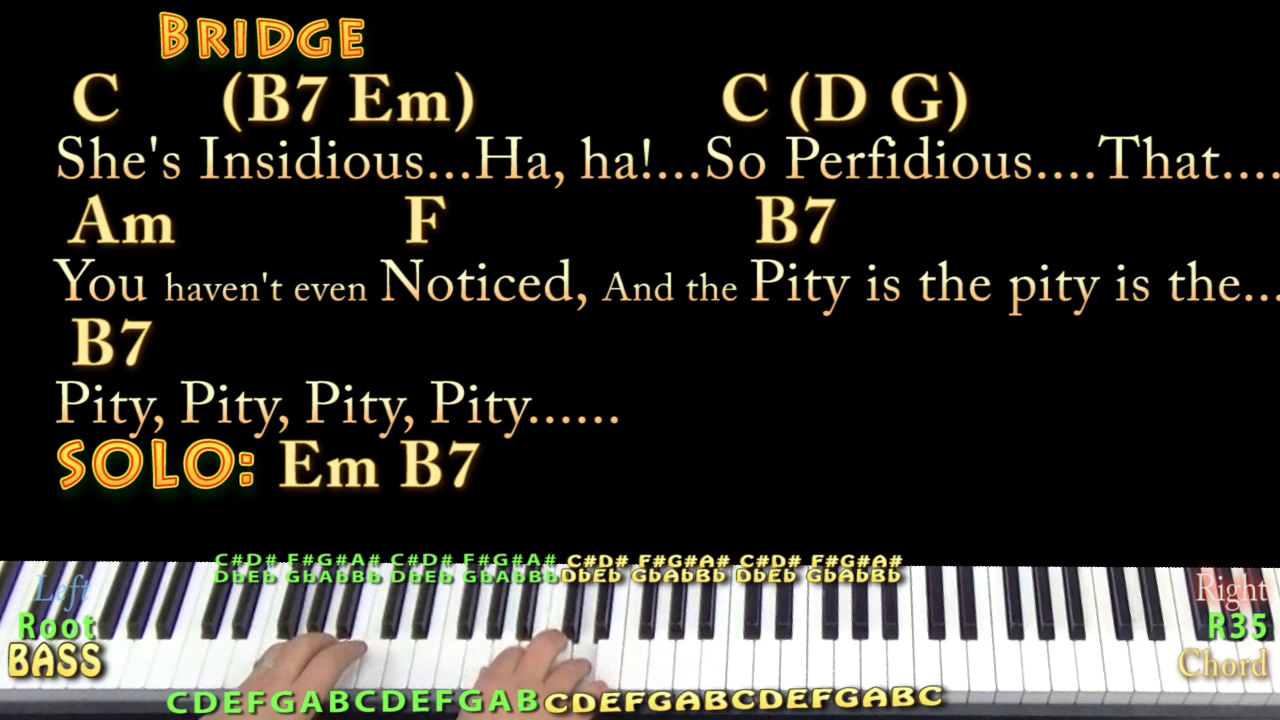 BRIDGE
C (B7 Em) C (D G)
She's Insidious...Ha, ha!...So Perfidious....That....
Am F B7
You haven't even Noticed, And the Pity is the pity is the...
B7
Pity, Pity, Pity, Pity......
SOLO: Em B7
C#D# F#G#A# C#D# F#G#A# C#D# F#G#A# C#D# F#G#A#
DbEb GbAbBb DbEb GbAbBb DbEb GbAbBb DbEb GbAbBb
Left Right
Root R35
BASS Chord
CDEFGABCDEFGABCDEFGABCDEFGABC